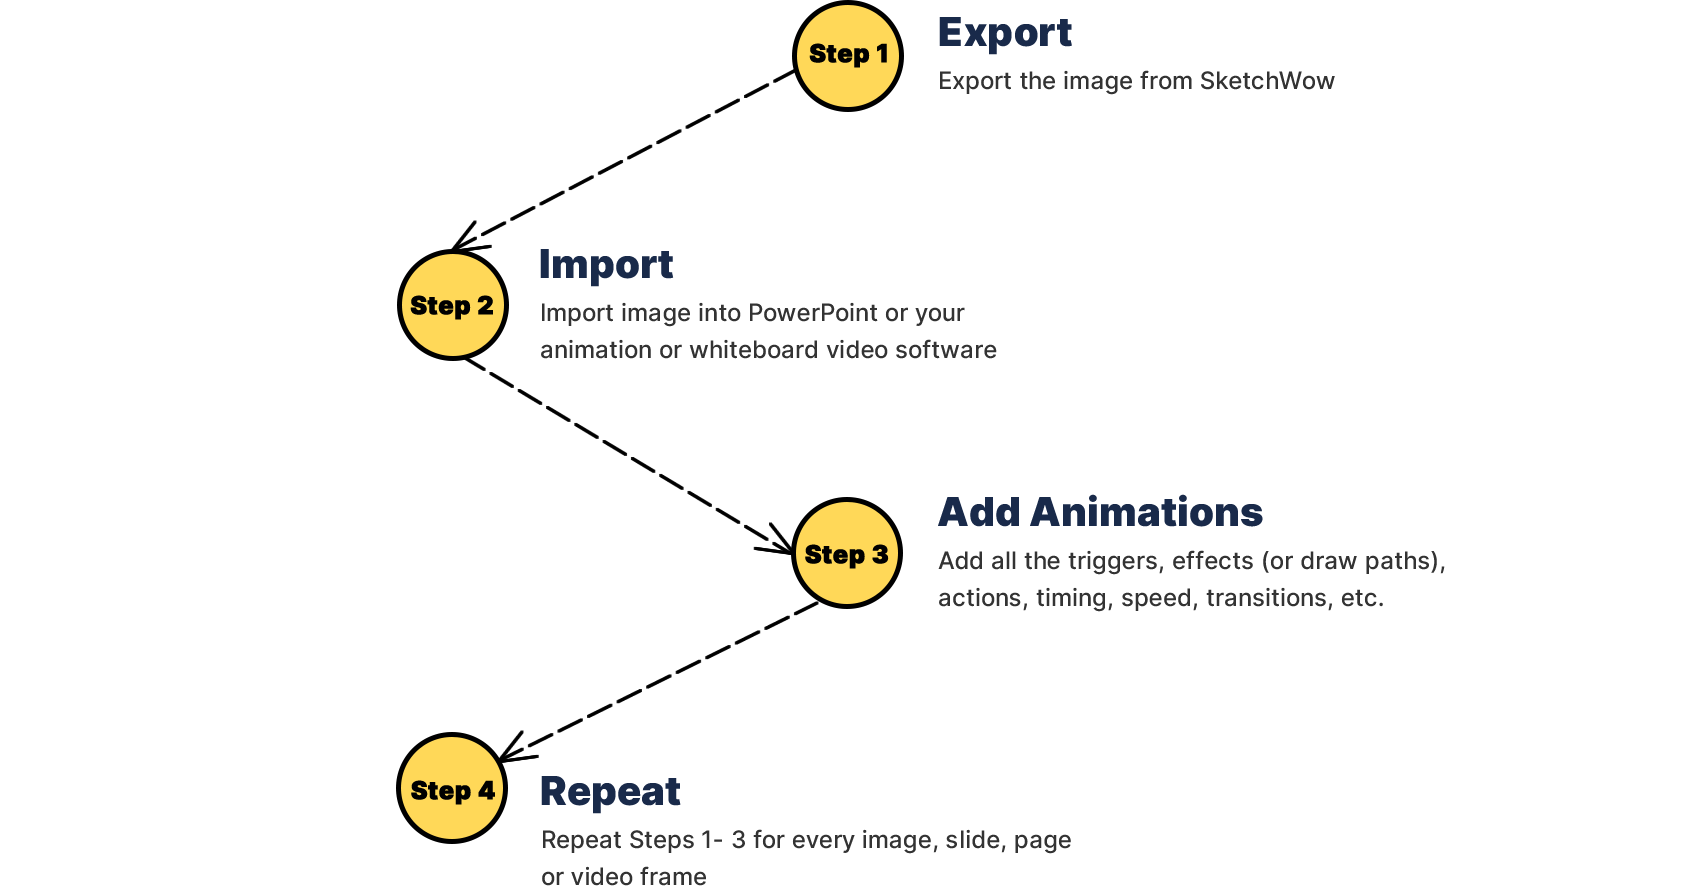 Step 1
Export
Export the image from SketchWow
Step 2
Import
Import image into PowerPoint or your
animation or whiteboard video software
Step 3
Add Animations
Add all the triggers, effects (or draw paths),
actions, timing, speed, transitions, etc.
Step 4
Repeat
Repeat Steps 1- 3 for every image, slide, page
or video frame